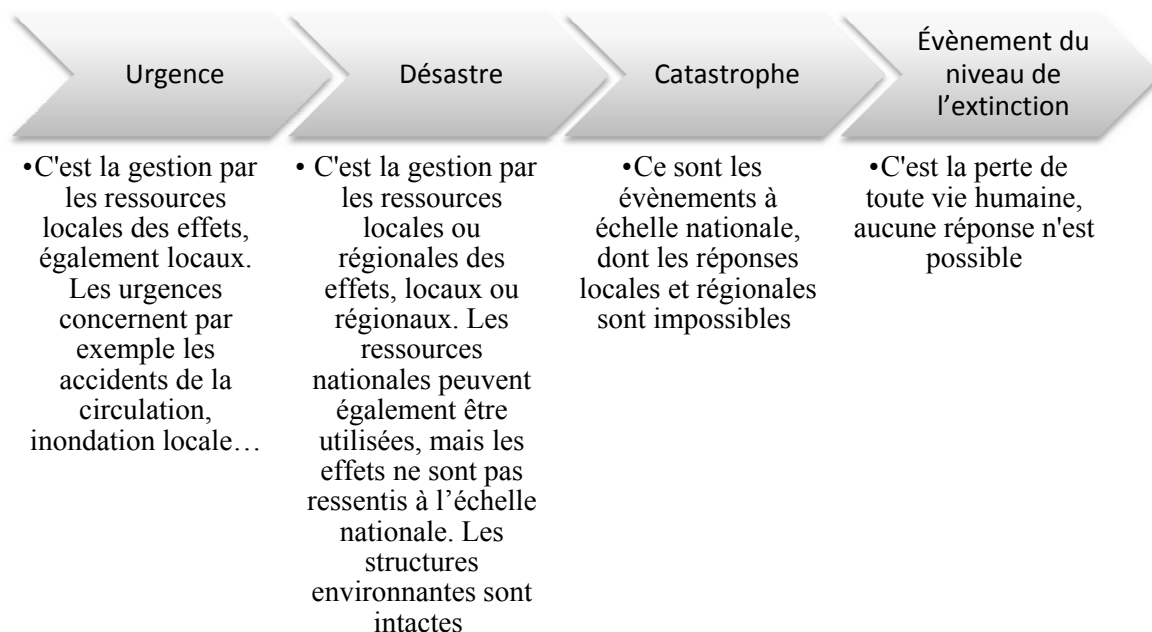 Urgence
•C'est la gestion par
les ressources
locales des effets,
également locaux.
Les urgences
concernent par
exemple les
accidents de la
circulation,
inondation locale…
Désastre
• C'est la gestion par
les ressources
locales ou
régionales des
effets, locaux ou
régionaux. Les
ressources
nationales peuvent
également être
utilisées, mais les
effets ne sont pas
ressentis à l’échelle
nationale. Les
structures
environnantes sont
intactes
Catastrophe
•Ce sont les
évènements à
échelle nationale,
dont les réponses
locales et régionales
sont impossibles
Évènement du
niveau de
l’extinction
•C'est la perte de
toute vie humaine,
aucune réponse n'est
possible